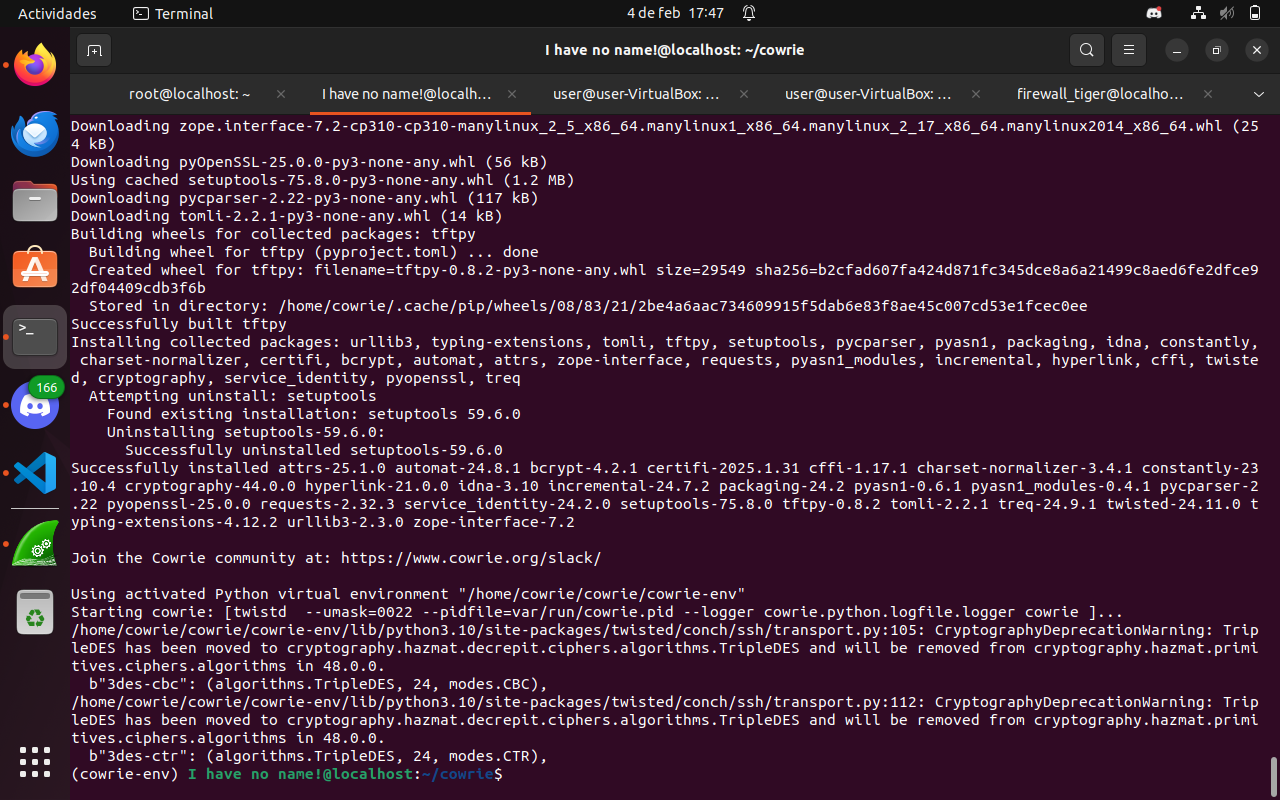 Actividades Terminal 4 de feb 17:47
I have no name!@localhost: ~/cowrie
root@localhost: ~ I have no name!@localh… user@user-VirtualBox: … user@user-VirtualBox: … firewall_tiger@localho…
Downloading zope.interface-7.2-cp310-cp310-manylinux_2_5_x86_64.manylinux1_x86_64.manylinux_2_17_x86_64.manylinux2014_x86_64.whl (25
4 kB)
Downloading pyOpenSSL-25.0.0-py3-none-any.whl (56 kB)
Using cached setuptools-75.8.0-py3-none-any.whl (1.2 MB)
Downloading pycparser-2.22-py3-none-any.whl (117 kB)
Downloading tomli-2.2.1-py3-none-any.whl (14 kB)
Building wheels for collected packages: tftpy
  Building wheel for tftpy (pyproject.toml) ... done
  Created wheel for tftpy: filename=tftpy-0.8.2-py3-none-any.whl size=29549 sha256=b2cfad607fa424d871fc345dce8a6a21499c8aed6fe2dfce9
2df04409cdb3f6b
  Stored in directory: /home/cowrie/.cache/pip/wheels/08/83/21/2be4a6aac734609915f5dab6e83f8ae45c007cd53e1fcec0ee
Successfully built tftpy
Installing collected packages: urllib3, typing-extensions, tomli, tftpy, setuptools, pycparser, pyasn1, packaging, idna, constantly,
 charset-normalizer, certifi, bcrypt, automat, attrs, zope-interface, requests, pyasn1_modules, incremental, hyperlink, cffi, twiste
d, cryptography, service_identity, pyopenssl, treq
  Attempting uninstall: setuptools
    Found existing installation: setuptools 59.6.0
    Uninstalling setuptools-59.6.0:
      Successfully uninstalled setuptools-59.6.0
Successfully installed attrs-25.1.0 automat-24.8.1 bcrypt-4.2.1 certifi-2025.1.31 cffi-1.17.1 charset-normalizer-3.4.1 constantly-23
.10.4 cryptography-44.0.0 hyperlink-21.0.0 idna-3.10 incremental-24.7.2 packaging-24.2 pyasn1-0.6.1 pyasn1_modules-0.4.1 pycparser-2
.22 pyopenssl-25.0.0 requests-2.32.3 service_identity-24.2.0 setuptools-75.8.0 tftpy-0.8.2 tomli-2.2.1 treq-24.9.1 twisted-24.11.0 t
yping-extensions-4.12.2 urllib3-2.3.0 zope-interface-7.2
Join the Cowrie community at: https://www.cowrie.org/slack/
Using activated Python virtual environment "/home/cowrie/cowrie/cowrie-env"
Starting cowrie: [twistd  --umask=0022 --pidfile=var/run/cowrie.pid --logger cowrie.python.logfile.logger cowrie ]...
/home/cowrie/cowrie/cowrie-env/lib/python3.10/site-packages/twisted/conch/ssh/transport.py:105: CryptographyDeprecationWarning: Trip
leDES has been moved to cryptography.hazmat.decrepit.ciphers.algorithms.TripleDES and will be removed from cryptography.hazmat.primi
tives.ciphers.algorithms in 48.0.0.
  b"3des-cbc": (algorithms.TripleDES, 24, modes.CBC),
/home/cowrie/cowrie/cowrie-env/lib/python3.10/site-packages/twisted/conch/ssh/transport.py:112: CryptographyDeprecationWarning: Trip
leDES has been moved to cryptography.hazmat.decrepit.ciphers.algorithms.TripleDES and will be removed from cryptography.hazmat.primi
tives.ciphers.algorithms in 48.0.0.
  b"3des-ctr": (algorithms.TripleDES, 24, modes.CTR),
(cowrie-env) I have no name!@localhost:~/cowrie$
166